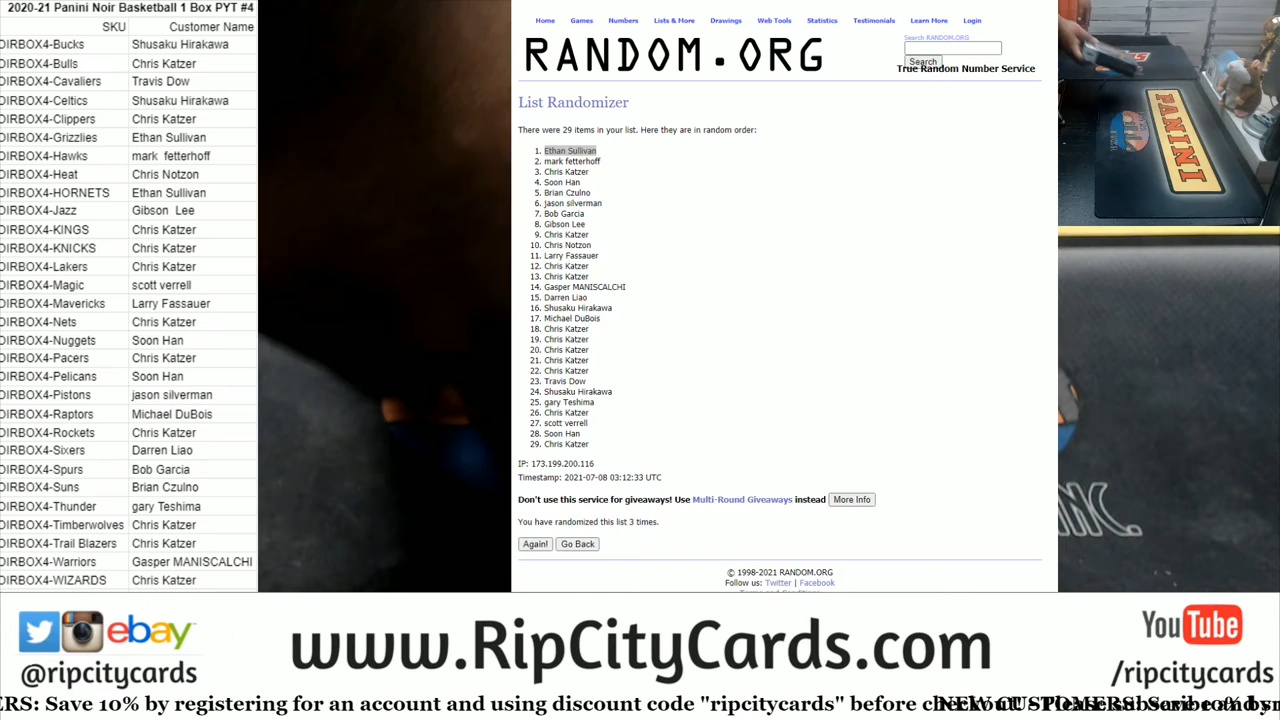 2020-21 Panini Noir Basketball 1 Box PYT #4
SKU Customer Name
DIRBOX4-Bucks Shusaku Hirakawa
DIRBOX4-Bulls Chris Katzer
DIRBOX4-Cavaliers Travis Dow
DIRBOX4-Celtics Shusaku Hirakawa
DIRBOX4-Clippers Chris Katzer
DIRBOX4-Grizzlies Ethan Sullivan
DIRBOX4-Hawks mark fetterhoff
DIRBOX4-Heat Chris Notzon
DIRBOX4-HORNETS Ethan Sullivan
DIRBOX4-Jazz Gibson Lee
DIRBOX4-KINGS Chris Katzer
DIRBOX4-KNICKS Chris Katzer
DIRBOX4-Lakers Chris Katzer
DIRBOX4-Magic scott verrell
DIRBOX4-Mavericks Larry Fassauer
DIRBOX4-Nets Chris Katzer
DIRBOX4-Nuggets Soon Han
DIRBOX4-Pacers Chris Katzer
DIRBOX4-Pelicans Soon Han
DIRBOX4-Pistons jason silverman
DIRBOX4-Raptors Michael DuBois
DIRBOX4-Rockets Chris Katzer
DIRBOX4-Sixers Darren Liao
DIRBOX4-Spurs Bob Garcia
DIRBOX4-Suns Brian Czulno
DIRBOX4-Thunder gary Teshima
DIRBOX4-Timberwolves Chris Katzer
DIRBOX4-Trail Blazers Chris Katzer
DIRBOX4-Warriors Gasper MANISCALCHI
DIRBOX4-WIZARDS Chris Katzer
Home Games Numbers Lists & More Drawings Web Tools Statistics Testimonials Learn More Login
RANDOM.ORG
Search RANDOM.ORG
Search
True Random Number Service
List Randomizer
There were 29 items in your list. Here they are in random order:
1. Ethan Sullivan
2. mark fetterhoff
3. Chris Katzer
4. Soon Han
5. Brian Czulno
6. jason silverman
7. Bob Garcia
8. Gibson Lee
9. Chris Katzer
10. Chris Notzon
11. Larry Fassauer
12. Chris Katzer
13. Chris Katzer
14. Gasper MANISCALCHI
15. Darren Liao
16. Shusaku Hirakawa
17. Michael DuBois
18. Chris Katzer
19. Chris Katzer
20. Chris Katzer
21. Chris Katzer
22. Chris Katzer
23. Travis Dow
24. Shusaku Hirakawa
25. gary Teshima
26. Chris Katzer
27. scott verrell
28. Soon Han
29. Chris Katzer
IP: 173.199.200.116
Timestamp: 2021-07-08 03:12:33 UTC
Don't use this service for giveaways! Use Multi-Round Giveaways instead More Info
You have randomized this list 3 times.
Again! Go Back
© 1998-2021 RANDOM.ORG
Follow us: Twitter | Facebook
Terms and Conditions
PANINI
ebay
@ripcitycards
www.RipCityCards.com
YouTube
/ripcitycards
ERS: Save 10% by registering for an account and using discount code "ripcitycards" before
NEW CUSTOMERS: Save 10% by